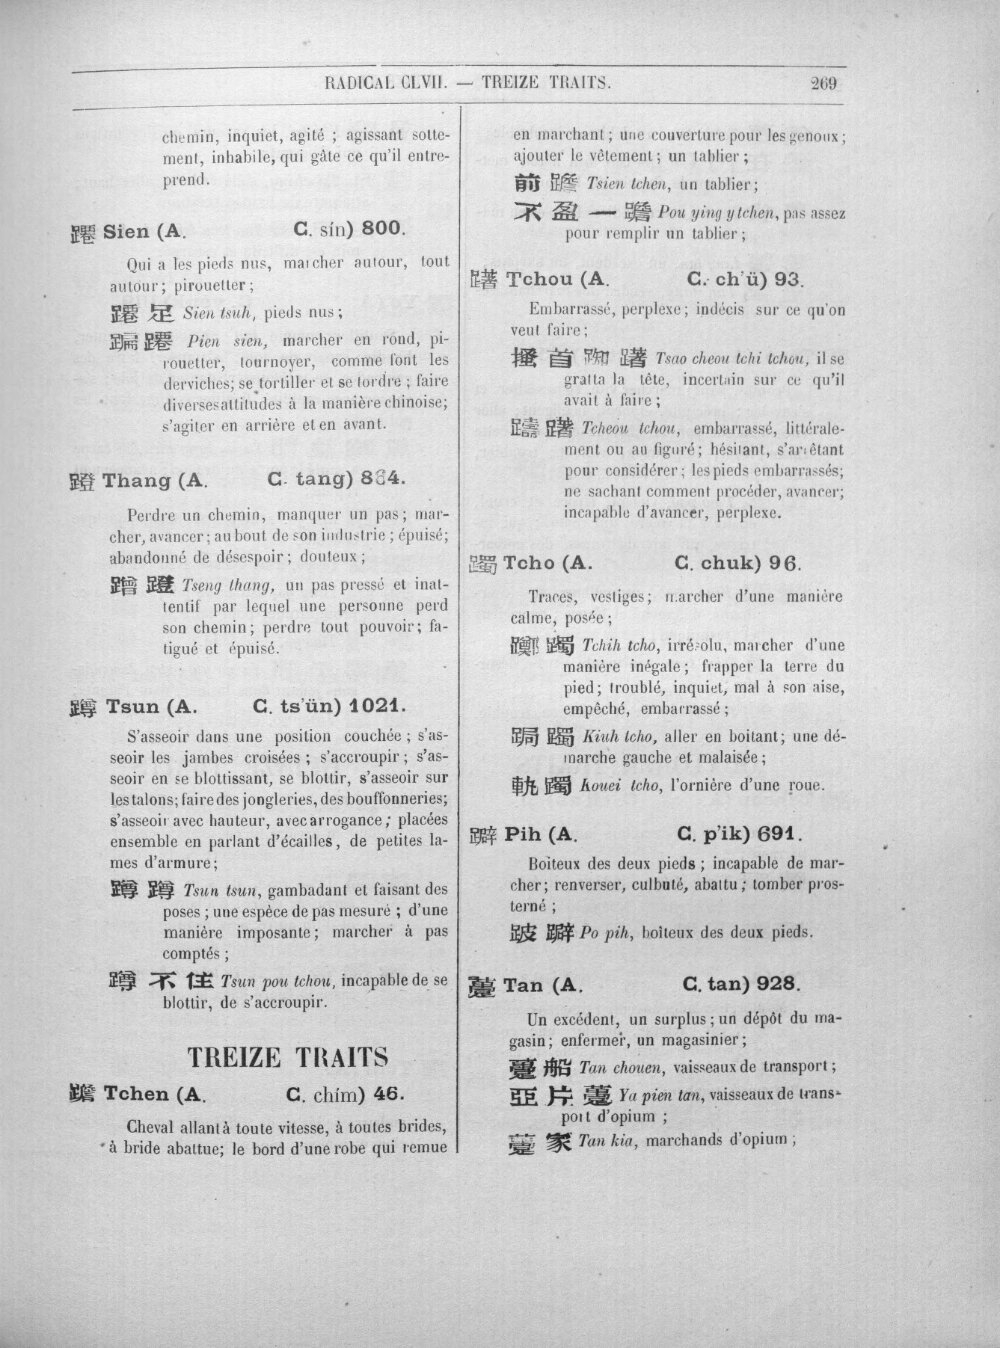 RADICAL CLVII. — TREIZE TRAITS. 269
chemin, inquiet, agité ; agissant sotte-
ment, inhabile, qui gâte ce qu'il entre-
prend.
蹮 Sien (A. C. sín) 800.
Qui a les pieds nus, marcher autour, tout
autour ; pirouetter ;
蹮 足 Sien tsuh, pieds nus ;
蹁 蹮 Pien sien, marcher en rond, pi-
rouetter, tournoyer, comme font les
derviches; se tortiller et se tordre ; faire
diverses attitudes à la manière chinoise;
s'agiter en arrière et en avant.
蹬 Thang (A. C. tang) 864.
Perdre un chemin, manquer un pas ; mar-
cher, avancer ; au bout de son industrie ; épuisé;
abandonné de désespoir ; douteux ;
蹭 蹬 Tseng thang, un pas pressé et inat-
tentif par lequel une personne perd
son chemin ; perdre tout pouvoir; fa-
tigué et épuisé.
蹲 Tsun (A. C. ts'ün) 1021.
S'asseoir dans une position couchée ; s'as-
seoir les jambes croisées ; s'accroupir ; s'as-
seoir en se blottissant, se blottir, s'asseoir sur
les talons; faire des jongleries, des bouffonneries;
s'asseoir avec hauteur, avec arrogance ; placées
ensemble en parlant d'écailles, de petites la-
mes d'armure ;
蹲 蹲 Tsun tsun, gambadant et faisant des
poses ; une espèce de pas mesuré ; d'une
manière imposante ; marcher à pas
comptés ;
蹲 不 住 Tsun pou tchou, incapable de se
blottir, de s'accroupir.
TREIZE TRAITS
Tchen (A. C. chím) 46.
Cheval allant à toute vitesse, à toutes brides,
à bride abattue; le bord d'une robe qui remue
en marchant ; une couverture pour les genoux ;
ajouter le vêtement ; un tablier ;
前 Tsien tchen, un tablier ;
不 盈 一 Pou ying y tchen, pas assez
pour remplir un tablier ;
躇 Tchou (A. C. ch'ü) 93.
Embarrassé, perplexe ; indécis sur ce qu'on
veut faire ;
搔 首 踟 躇 Tsao cheou tchi tchou, il se
gratta la tête, incertain sur ce qu'il
avait à faire ;
躊 躇 Tcheou tchou, embarrassé, littérale-
ment ou au figuré ; hésitant, s'arrêtant
pour considérer ; les pieds embarrassés;
ne sachant comment procéder, avancer;
incapable d'avancer, perplexe.
躅 Tcho (A. C. chuk) 96.
Traces, vestiges ; marcher d'une manière
calme, posée ;
躑 躅 Tchih tcho, irrésolu, marcher d'une
manière inégale ; frapper la terre du
pied ; troublé, inquiet, mal à son aise,
empêché, embarrassé ;
跼 躅 Kiuh tcho, aller en boitant ; une dé-
marche gauche et malaisée ;
軌 躅 Kouei tcho, l'ornière d'une roue.
躃 Pih (A. C. p'ik) 691.
Boiteux des deux pieds ; incapable de mar-
cher ; renverser, culbuté, abattu ; tomber pros-
terné ;
跛 躃 Po pih, boiteux des deux pieds.
躉 Tan (A. C. tan) 928.
Un excédent, un surplus ; un dépôt du ma-
gasin ; enfermer, un magasinier ;
躉 船 Tan chouen, vaisseaux de transport ;
亞 片 躉 Ya pien tan, vaisseaux de trans-
port d'opium ;
躉 家 Tan kia, marchands d'opium ;